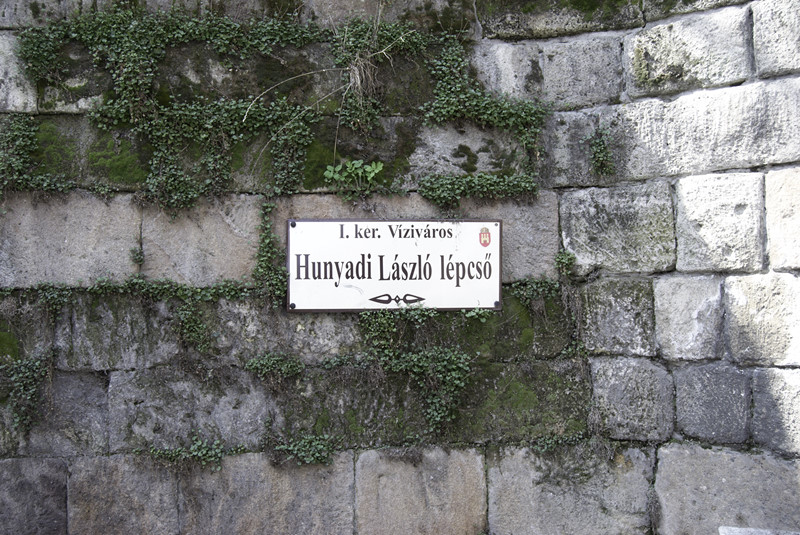 I. ker. Víziváros
Hunyadi László lépcső